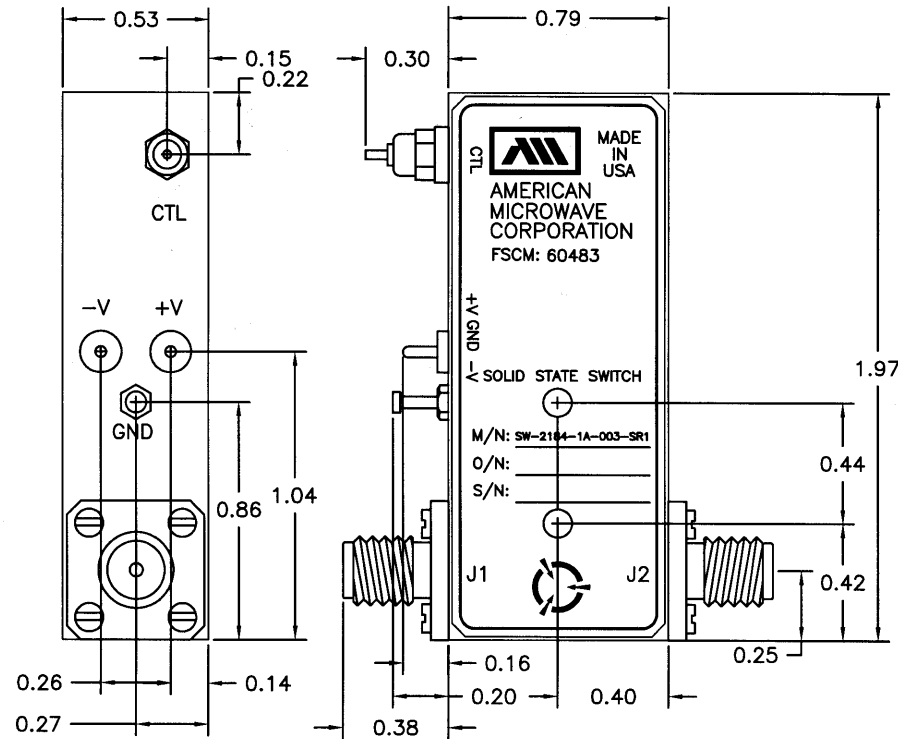 0.53
0.15
0.22
CTL
-V
+V
GND
0.86
1.04
0.26
0.14
0.27
0.79
0.30
CTL
MADE
IN
USA
AMERICAN
MICROWAVE
CORPORATION
FSCM: 60483
+V GND -V
SOLID STATE SWITCH
M/N: SW-2184-1A-003-SR1
O/N:
S/N:
J1
J2
1.97
0.44
0.42
0.25
0.16
0.20
0.40
0.38